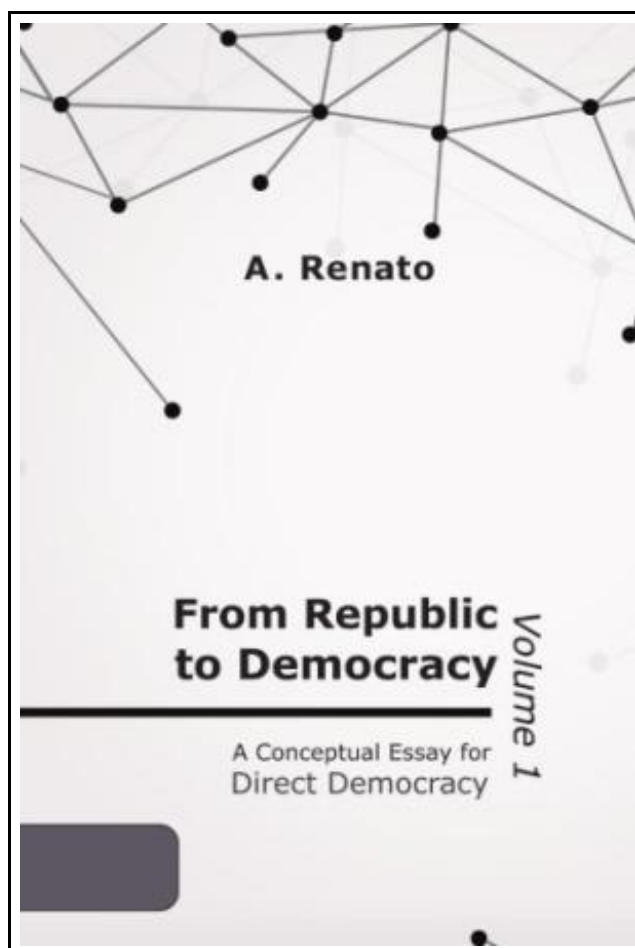 A. Renato
From Republic
to Democracy
Volume 1
A Conceptual Essay for
Direct Democracy